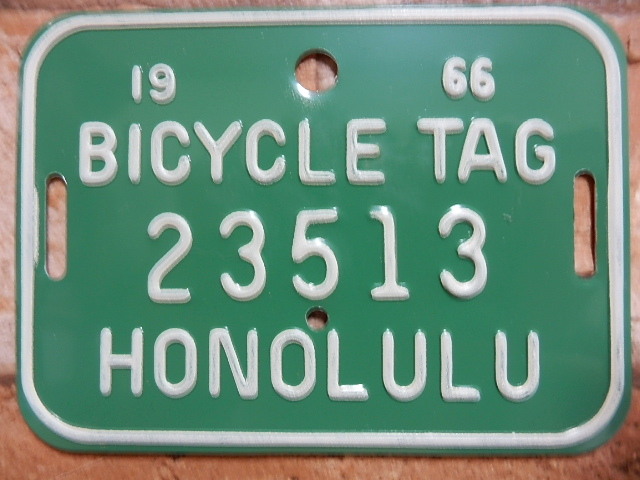 19 66
BICYCLE TAG
23513
HONOLULU